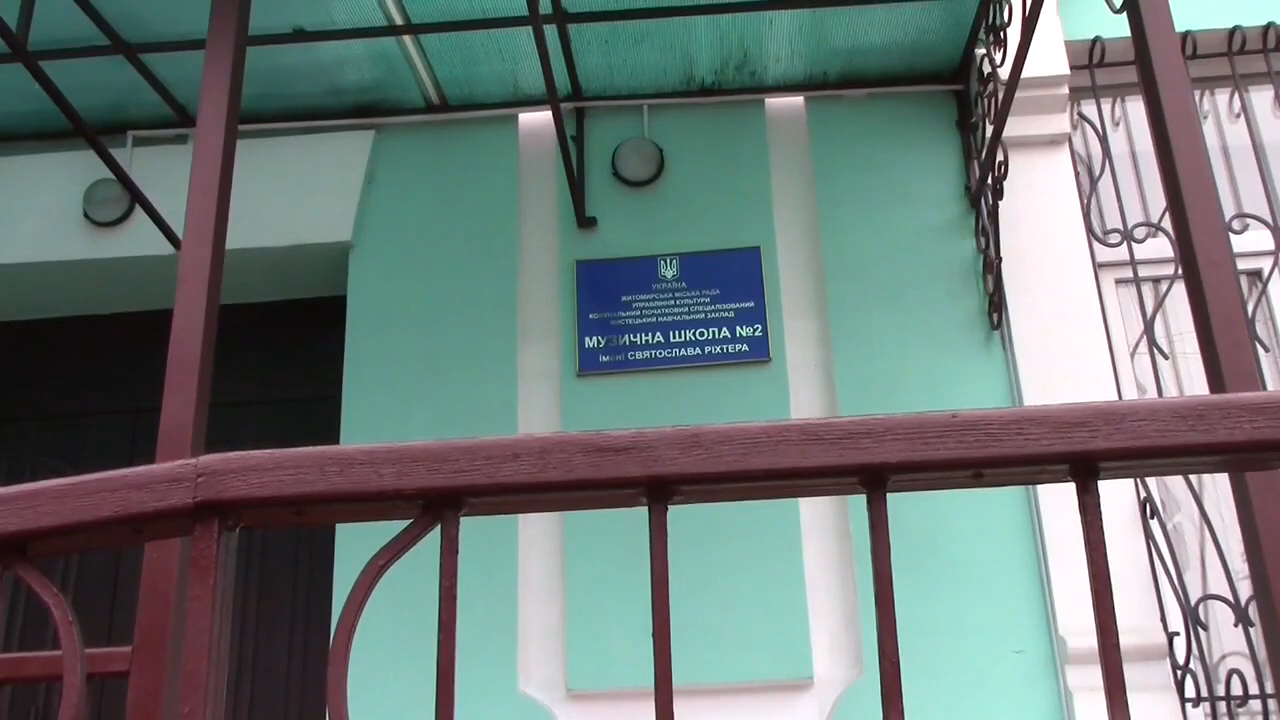 УКРАЇНА
ЖИТОМИРСЬКА МІСЬКА РАДА
УПРАВЛІННЯ КУЛЬТУРИ
КОМУНАЛЬНИЙ ПОЧАТКОВИЙ СПЕЦІАЛІЗОВАНИЙ
МИСТЕЦЬКИЙ НАВЧАЛЬНИЙ ЗАКЛАД
МУЗИЧНА ШКОЛА №2
імені СВЯТОСЛАВА РІХТЕРА